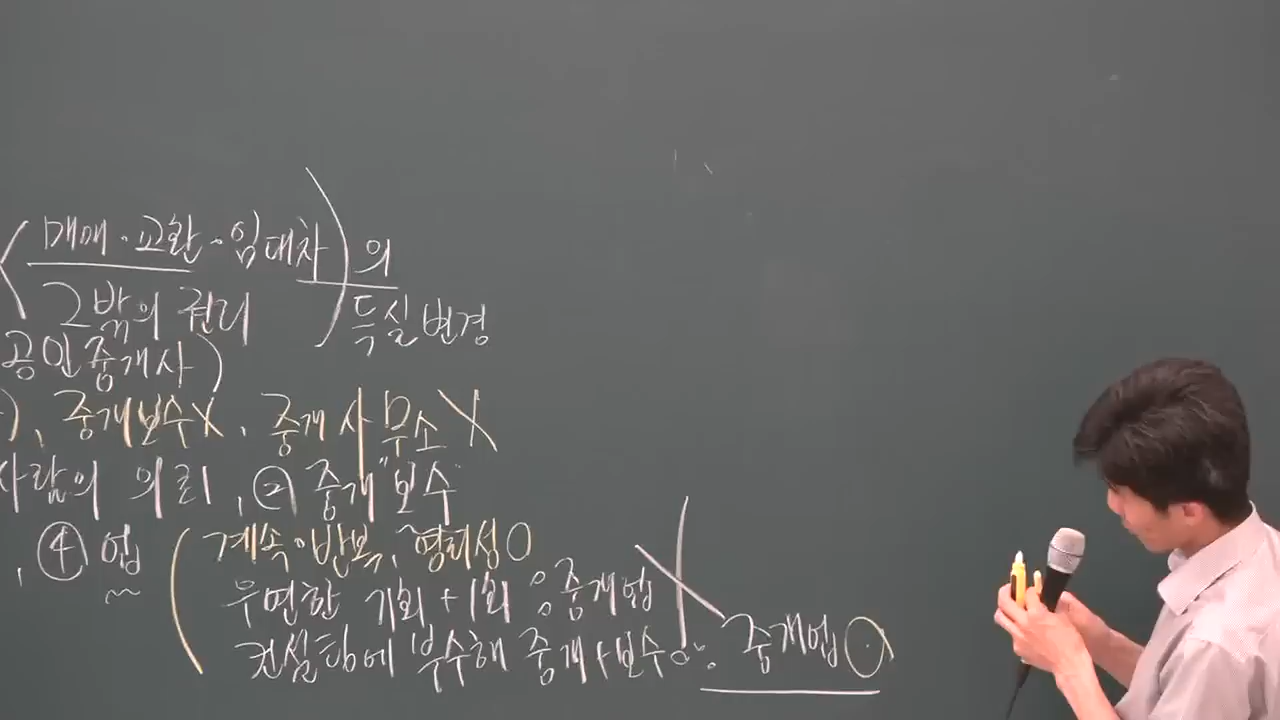 ( 매매·교환·임대차 ) 의
그 밖의 권리 득실변경
공인중개사 )
), 중개보수X, 중개사무소 X
사람의 의뢰, ② 중개"보수"
, ④ 업 ( 계속·반복, 영리성 O
우연한 기회 + 1회 : 중개업 X
컨설팅에 부수해 중개+보수 : 중개업 O